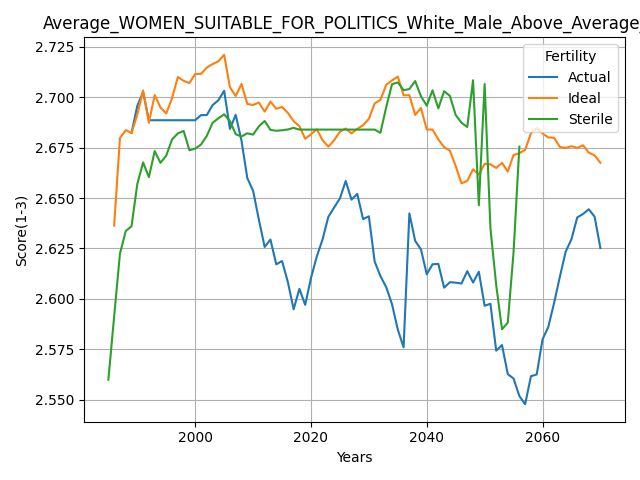 Average_WOMEN_SUITABLE_FOR_POLITICS_White_Male_Above_Average_
Fertility
Actual
Ideal
Sterile
Score(1-3)
2.725
2.700
2.675
2.650
2.625
2.600
2.575
2.550
2000
2020
2040
2060
Years